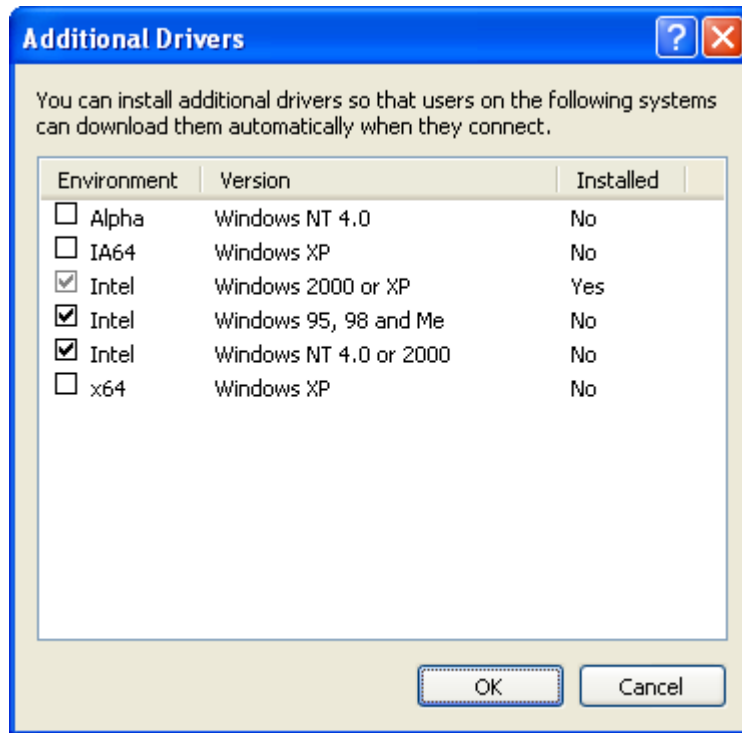 Additional Drivers
You can install additional drivers so that users on the following systems
can download them automatically when they connect.
Environment Version Installed
Alpha Windows NT 4.0 No
IA64 Windows XP No
Intel Windows 2000 or XP Yes
Intel Windows 95, 98 and Me No
Intel Windows NT 4.0 or 2000 No
x64 Windows XP No
OK Cancel